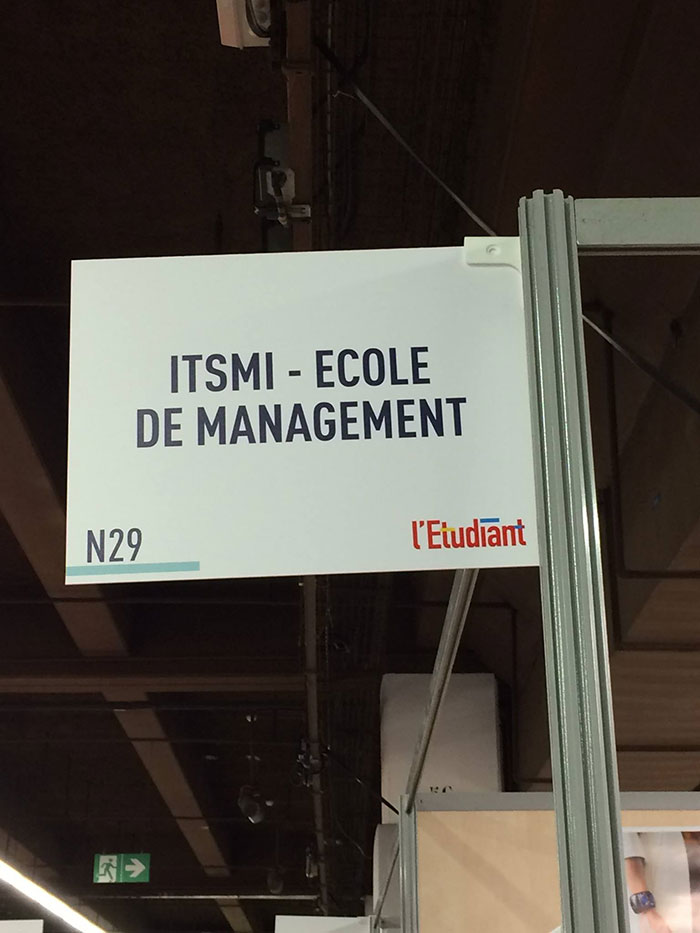 ITSMI - ECOLE
DE MANAGEMENT
N29
l'Etudiant